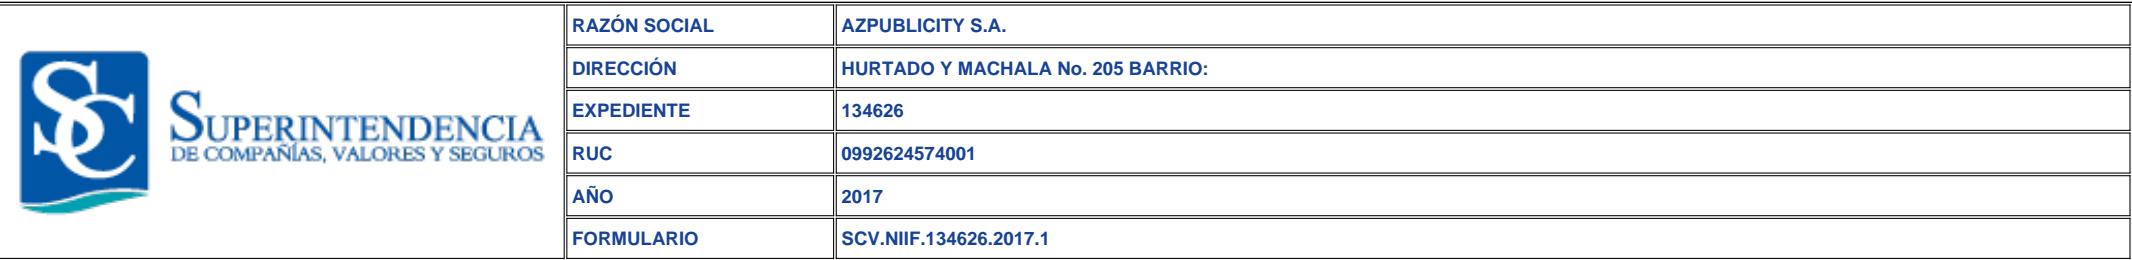 SC
SUPERINTENDENCIA
DE COMPAÑÍAS, VALORES Y SEGUROS
RAZÓN SOCIAL AZPUBLICITY S.A.
DIRECCIÓN HURTADO Y MACHALA No. 205 BARRIO:
EXPEDIENTE 134626
RUC 0992624574001
AÑO 2017
FORMULARIO SCV.NIIF.134626.2017.1